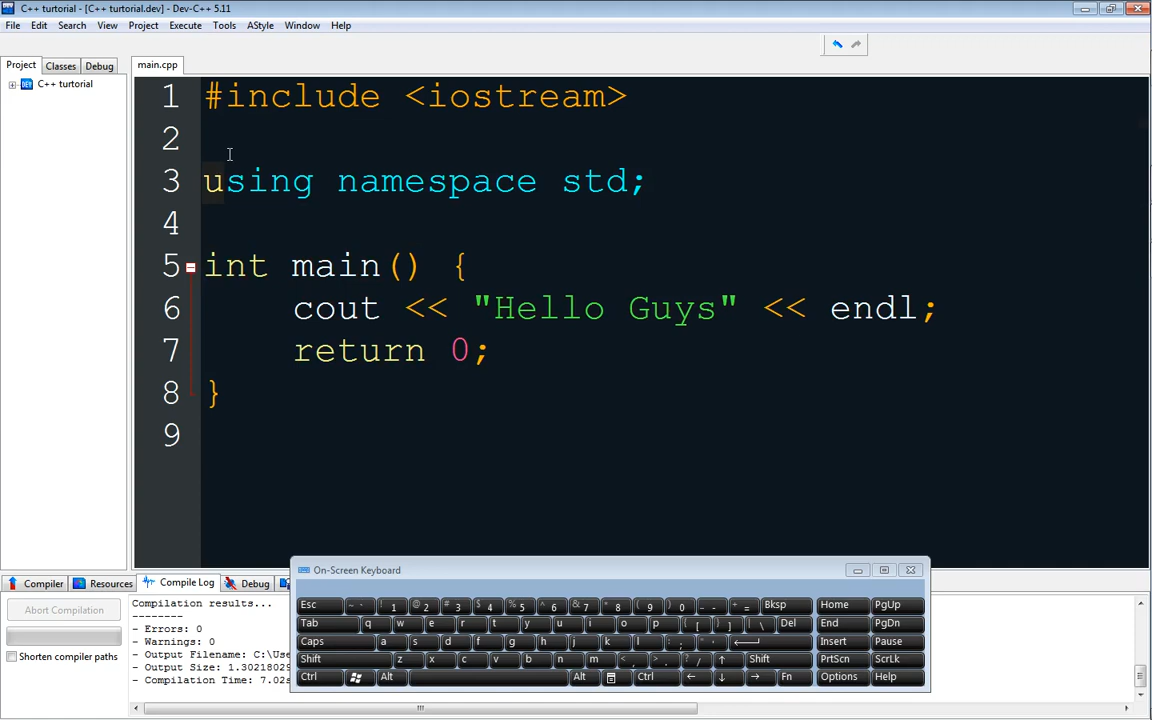 C++ turtorial - [C++ turtorial.dev] - Dev-C++ 5.11
File Edit Search View Project Execute Tools AStyle Window Help
Project Classes Debug main.cpp
C++ turtorial
1 #include <iostream>
2
3 using namespace std;
4
5 int main() {
6 cout << "Hello Guys" << endl;
7 return 0;
8 }
9
On-Screen Keyboard
Compiler Resources Compile Log Debug
Abort Compilation
Shorten compiler paths
Compilation results...
--------
- Errors: 0
- Warnings: 0
- Output Filename: C:\Use
- Output Size: 1.30218029
- Compilation Time: 7.02s
Esc ~ ` ! 1 @ 2 # 3 $ 4 % 5 ^ 6 & 7 * 8 ( 9 ) 0 _ - + = Bksp Home PgUp
Tab q w e r t y u i o p { [ } ] | \ Del End PgDn
Caps a s d f g h j k l : ; " ' Insert Pause
Shift z x c v b n m < , > . ? / ↑ Shift PrtScn ScrLk
Ctrl Alt Alt Ctrl ← ↓ → Fn Options Help